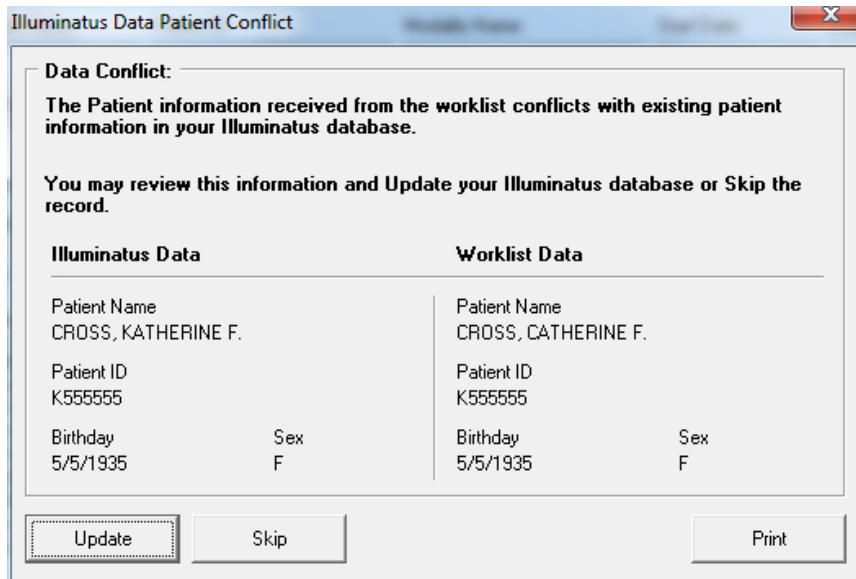 Illuminatus Data Patient Conflict
Data Conflict:
The Patient information received from the worklist conflicts with existing patient
information in your Illuminatus database.
You may review this information and Update your Illuminatus database or Skip the
record.
Illuminatus Data
Worklist Data
Patient Name
CROSS, KATHERINE F.
Patient ID
K555555
Birthday Sex
5/5/1935 F
Patient Name
CROSS, CATHERINE F.
Patient ID
K555555
Birthday Sex
5/5/1935 F
Update
Skip
Print